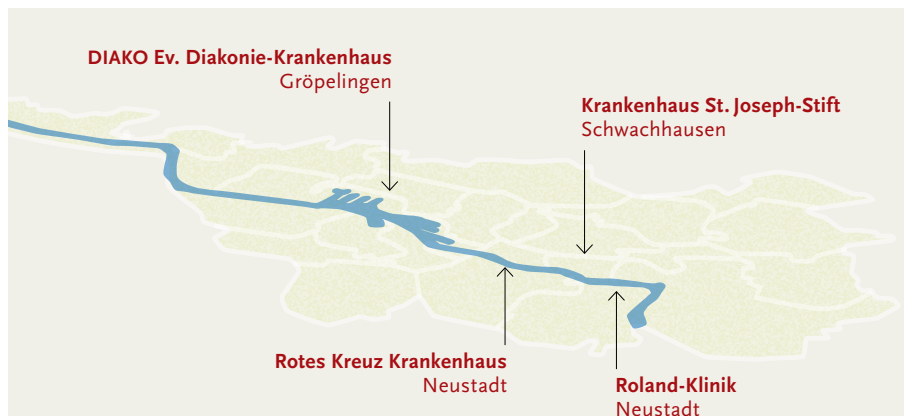 DIAKO Ev. Diakonie-Krankenhaus
Gröpelingen
Krankenhaus St. Joseph-Stift
Schwachhausen
Rotes Kreuz Krankenhaus
Neustadt
Roland-Klinik
Neustadt